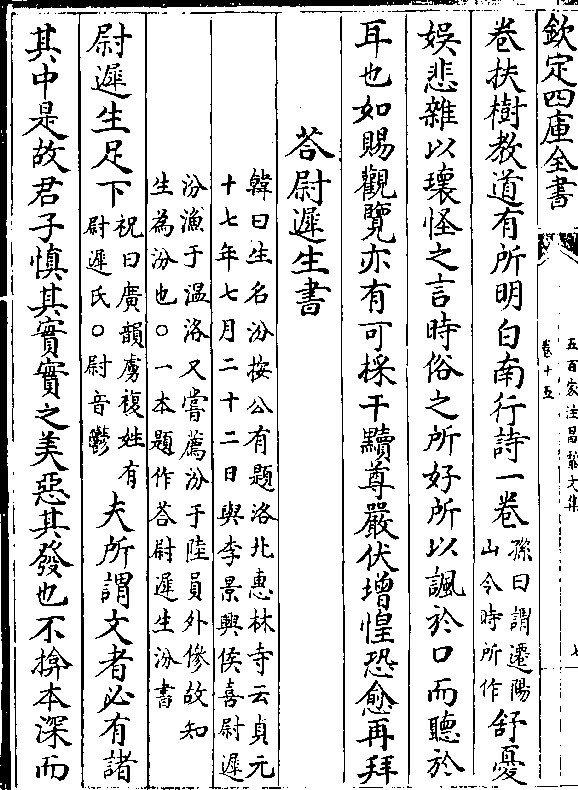 欽定四庫全書
五百家注昌黎文集
卷十五
七
卷扶樹教道有所明白南行詩一卷孫曰謂遷陽山令時所作舒憂
娛悲雜以瓌怪之言時俗之所好所以諷於口而聽於
耳也如賜觀覽亦有可採干黷尊嚴伏增惶恐愈再拜
荅尉遲生書
韓曰生名汾按公有題洛北惠林寺云貞元
十七年七月二十二日與李景興侯喜尉遲
汾漁于溫洛又嘗薦汾于陸員外傪故知
生為汾也○一本題作荅尉遲生汾書
尉遲生足下祝曰廣韻虜複姓有尉遲氏○尉音鬱夫所謂文者必有諸
其中是故君子慎其實實之美惡其發也不揜本深而